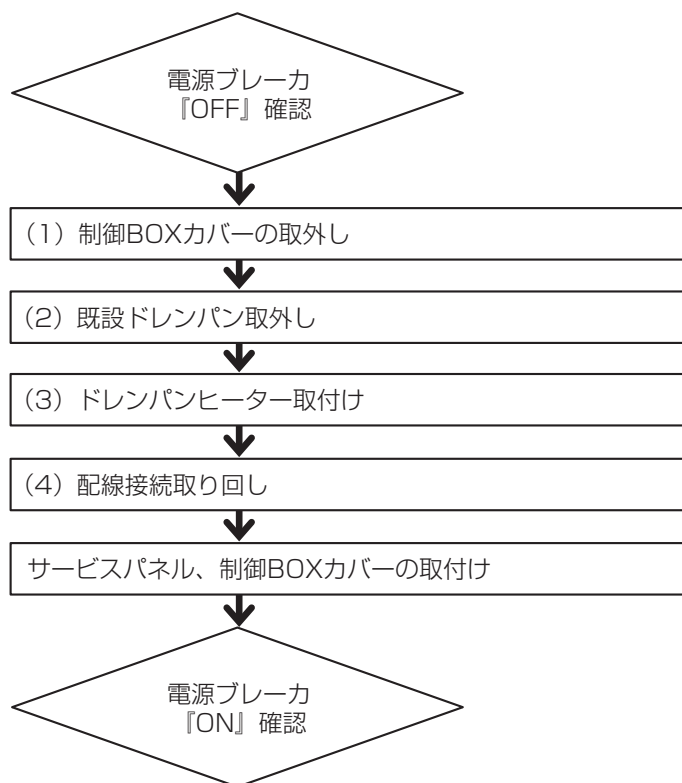 電源ブレーカ
『OFF』確認
（1）制御BOXカバーの取外し
（2）既設ドレンパン取外し
（3）ドレンパンヒーター取付け
（4）配線接続取り回し
サービスパネル、制御BOXカバーの取付け
電源ブレーカ
『ON』確認